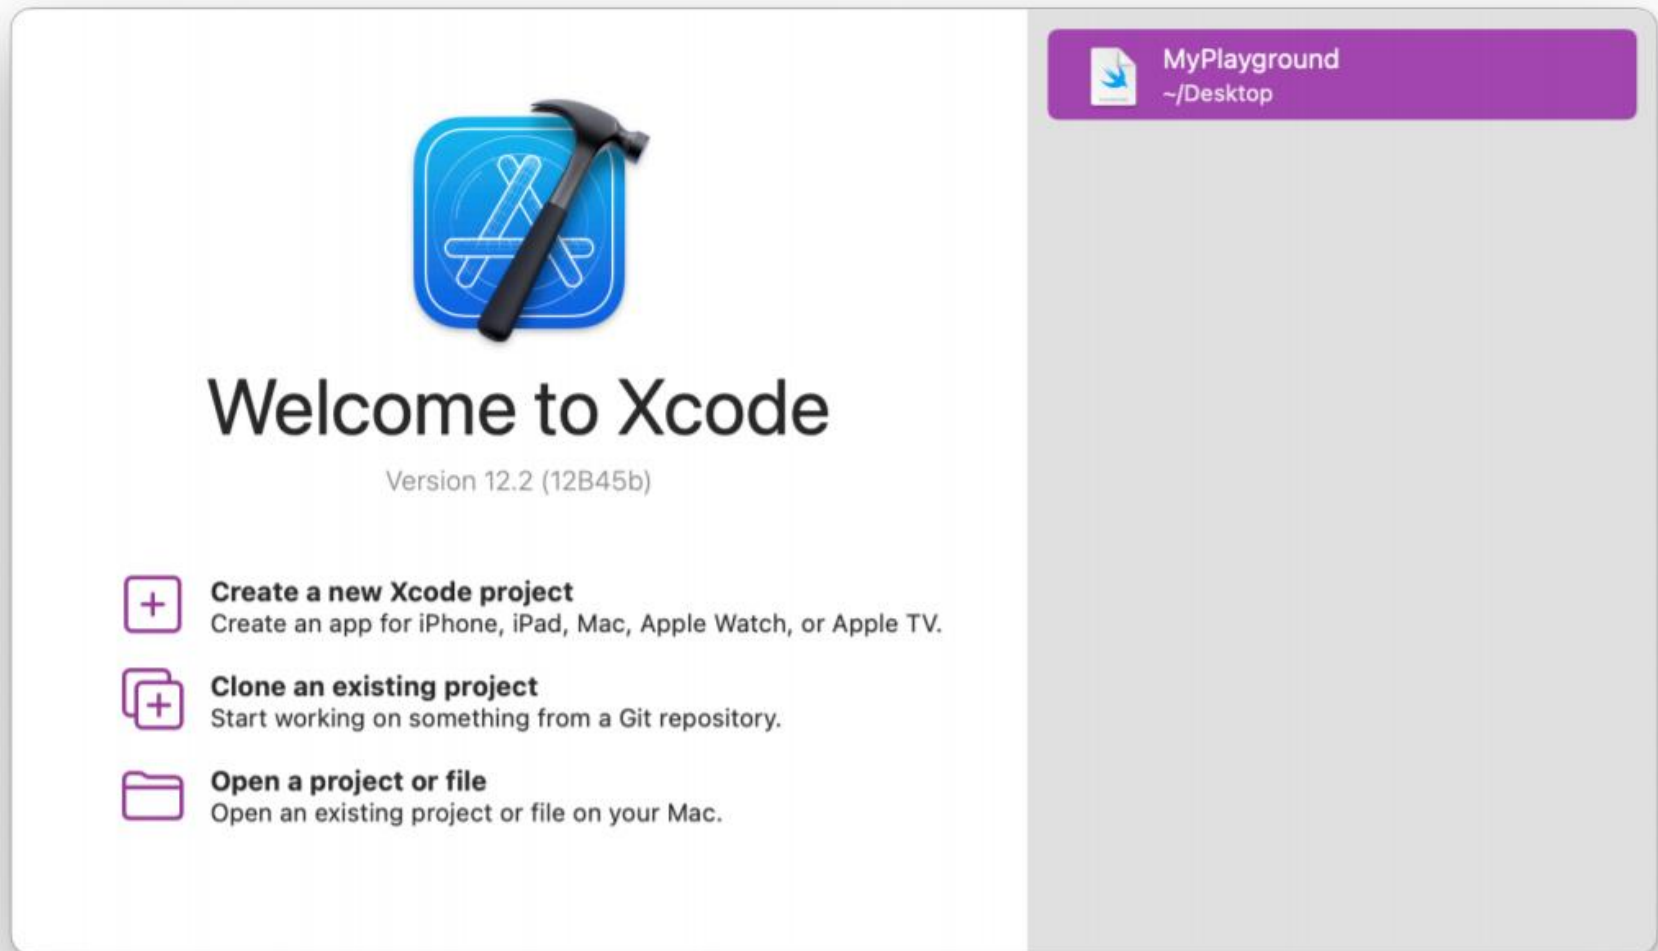 Welcome to Xcode
Version 12.2 (12B45b)
Create a new Xcode project
Create an app for iPhone, iPad, Mac, Apple Watch, or Apple TV.
Clone an existing project
Start working on something from a Git repository.
Open a project or file
Open an existing project or file on your Mac.
MyPlayground
~/Desktop